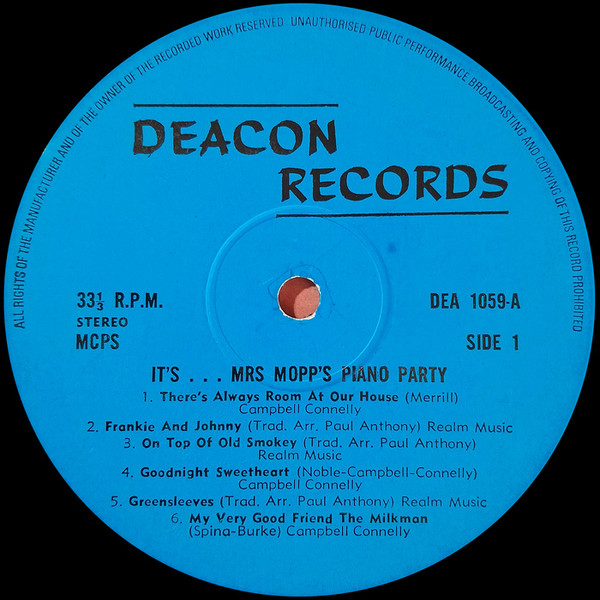 ALL RIGHTS OF THE MANUFACTURER AND OF THE OWNER OF THE RECORDED WORK RESERVED. UNAUTHORISED PUBLIC PERFORMANCE BROADCASTING AND COPYING OF THIS RECORD PROHIBITED
DEACON
RECORDS
33⅓ R.P.M.
STEREO
MCPS
DEA 1059-A
SIDE 1
IT'S . . . MRS MOPP'S PIANO PARTY
1. There's Always Room At Our House (Merrill)
Campbell Connelly
2. Frankie And Johnny (Trad. Arr. Paul Anthony) Realm Music
3. On Top Of Old Smokey (Trad. Arr. Paul Anthony)
Realm Music
4. Goodnight Sweetheart (Noble-Campbell-Connelly)
Campbell Connelly
5. Greensleeves (Trad. Arr. Paul Anthony) Realm Music
6. My Very Good Friend The Milkman
(Spina-Burke) Campbell Connelly